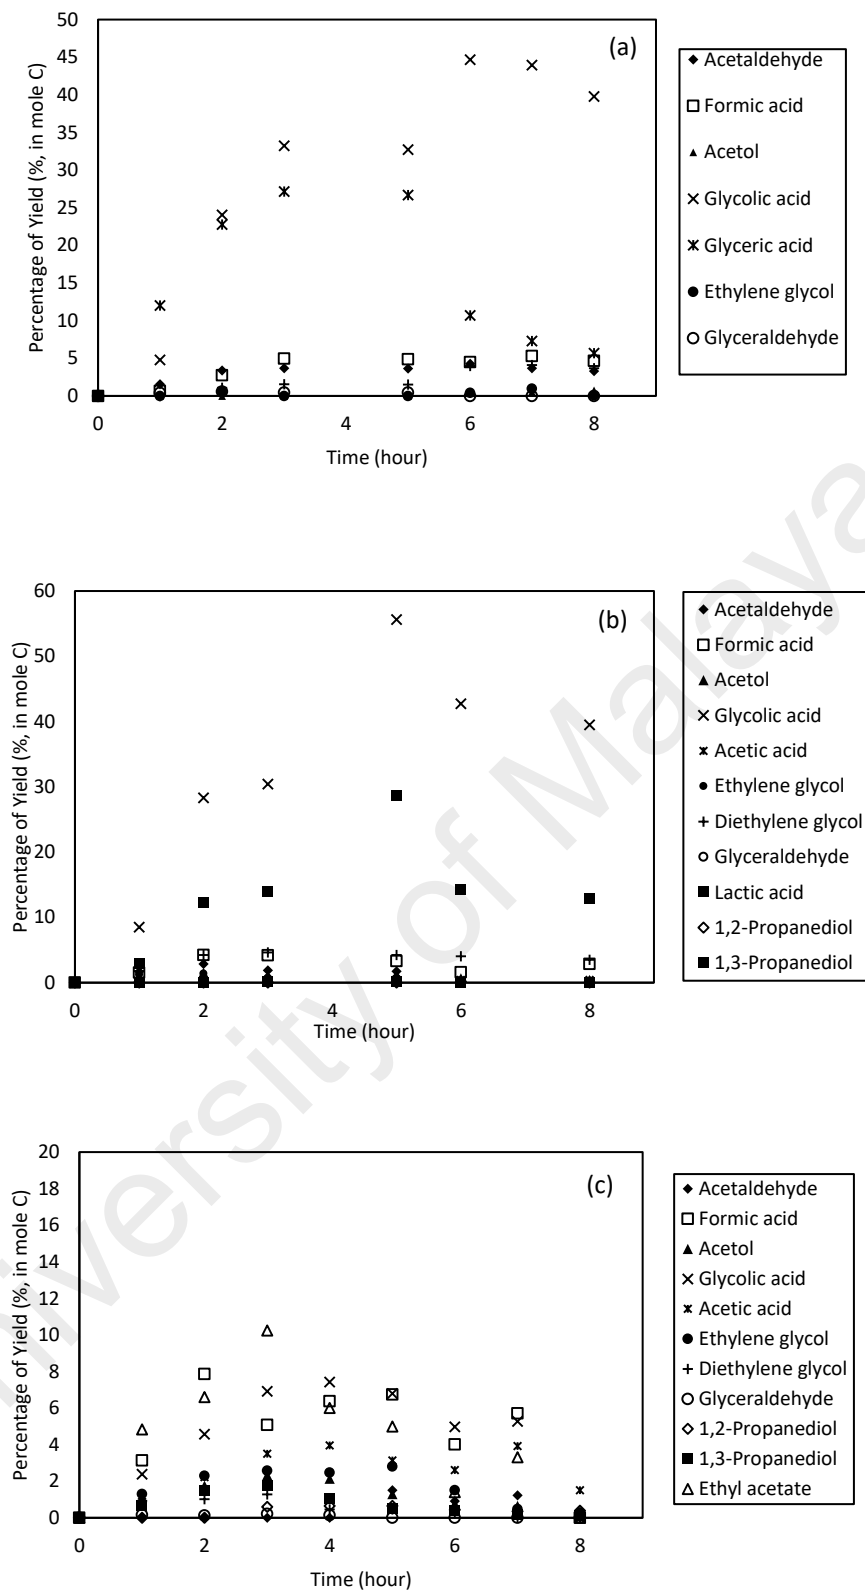 (a)
50
45
40
35
30
25
20
15
10
5
0
Percentage of Yield (%, in mole C)
0 2 4 6 8
Time (hour)
Acetaldehyde
Formic acid
Acetol
Glycolic acid
Glyceric acid
Ethylene glycol
Glyceraldehyde
(b)
60
50
40
30
20
10
0
Percentage of Yield (%, in mole C)
0 2 4 6 8
Time (hour)
Acetaldehyde
Formic acid
Acetol
Glycolic acid
Acetic acid
Ethylene glycol
Diethylene glycol
Glyceraldehyde
Lactic acid
1,2-Propanediol
1,3-Propanediol
(c)
20
18
16
14
12
10
8
6
4
2
0
Percentage of Yield (%, in mole C)
0 2 4 6 8
Time (hour)
Acetaldehyde
Formic acid
Acetol
Glycolic acid
Acetic acid
Ethylene glycol
Diethylene glycol
Glyceraldehyde
1,2-Propanediol
1,3-Propanediol
Ethyl acetate
University of Malaya